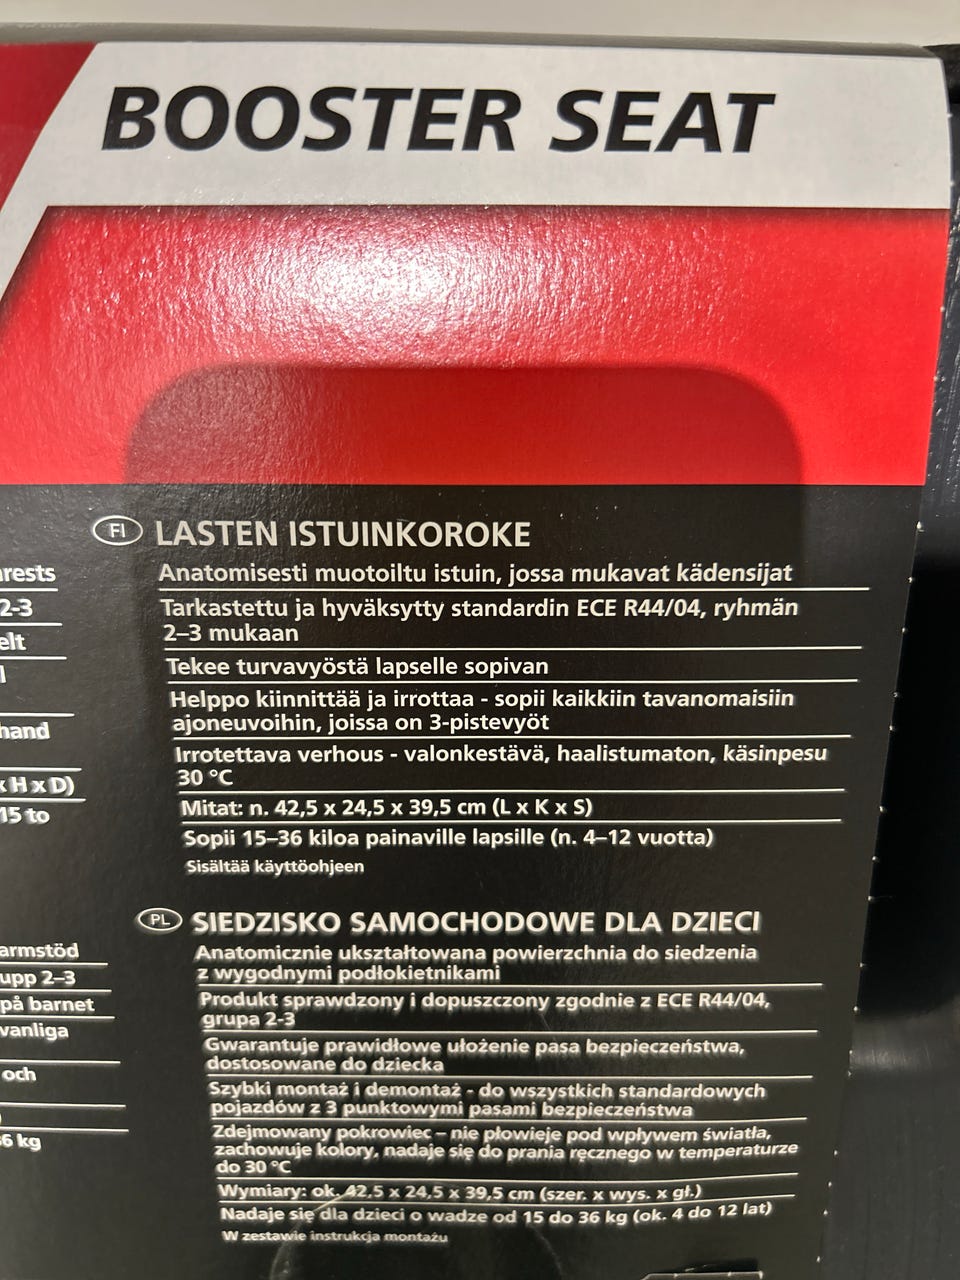 BOOSTER SEAT
FI LASTEN ISTUINKOROKE
Anatomisesti muotoiltu istuin, jossa mukavat kädensijat
Tarkastettu ja hyväksytty standardin ECE R44/04, ryhmän
2–3 mukaan
Tekee turvavyöstä lapselle sopivan
Helppo kiinnittää ja irrottaa - sopii kaikkiin tavanomaisiin
ajoneuvoihin, joissa on 3-pistevyöt
Irrotettava verhous - valonkestävä, haalistumaton, käsinpesu
30 °C
Mitat: n. 42,5 x 24,5 x 39,5 cm (L x K x S)
Sopii 15–36 kiloa painaville lapsille (n. 4–12 vuotta)
Sisältää käyttöohjeen
PL SIEDZISKO SAMOCHODOWE DLA DZIECI
Anatomicznie ukształtowana powierzchnia do siedzenia
z wygodnymi podłokietnikami
Produkt sprawdzony i dopuszczony zgodnie z ECE R44/04,
grupa 2-3
Gwarantuje prawidłowe ułożenie pasa bezpieczeństwa,
dostosowane do dziecka
Szybki montaż i demontaż - do wszystkich standardowych
pojazdów z 3 punktowymi pasami bezpieczeństwa
Zdejmowany pokrowiec – nie płowieje pod wpływem światła,
zachowuje kolory, nadaje się do prania ręcznego w temperaturze
do 30 °C
Wymiary: ok. 42,5 x 24,5 x 39,5 cm (szer. x wys. x gł.)
Nadaje się dla dzieci o wadze od 15 do 36 kg (ok. 4 do 12 lat)
W zestawie instrukcja montażu
2-3
hand
x H x D)
15 to
armstöd
upp 2–3
på barnet
vanliga
och
6 kg